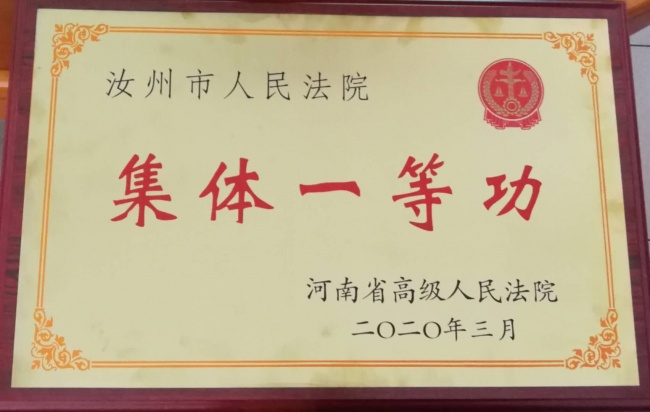 汝州市人民法院
集体一等功
河南省高级人民法院
二〇二〇年三月